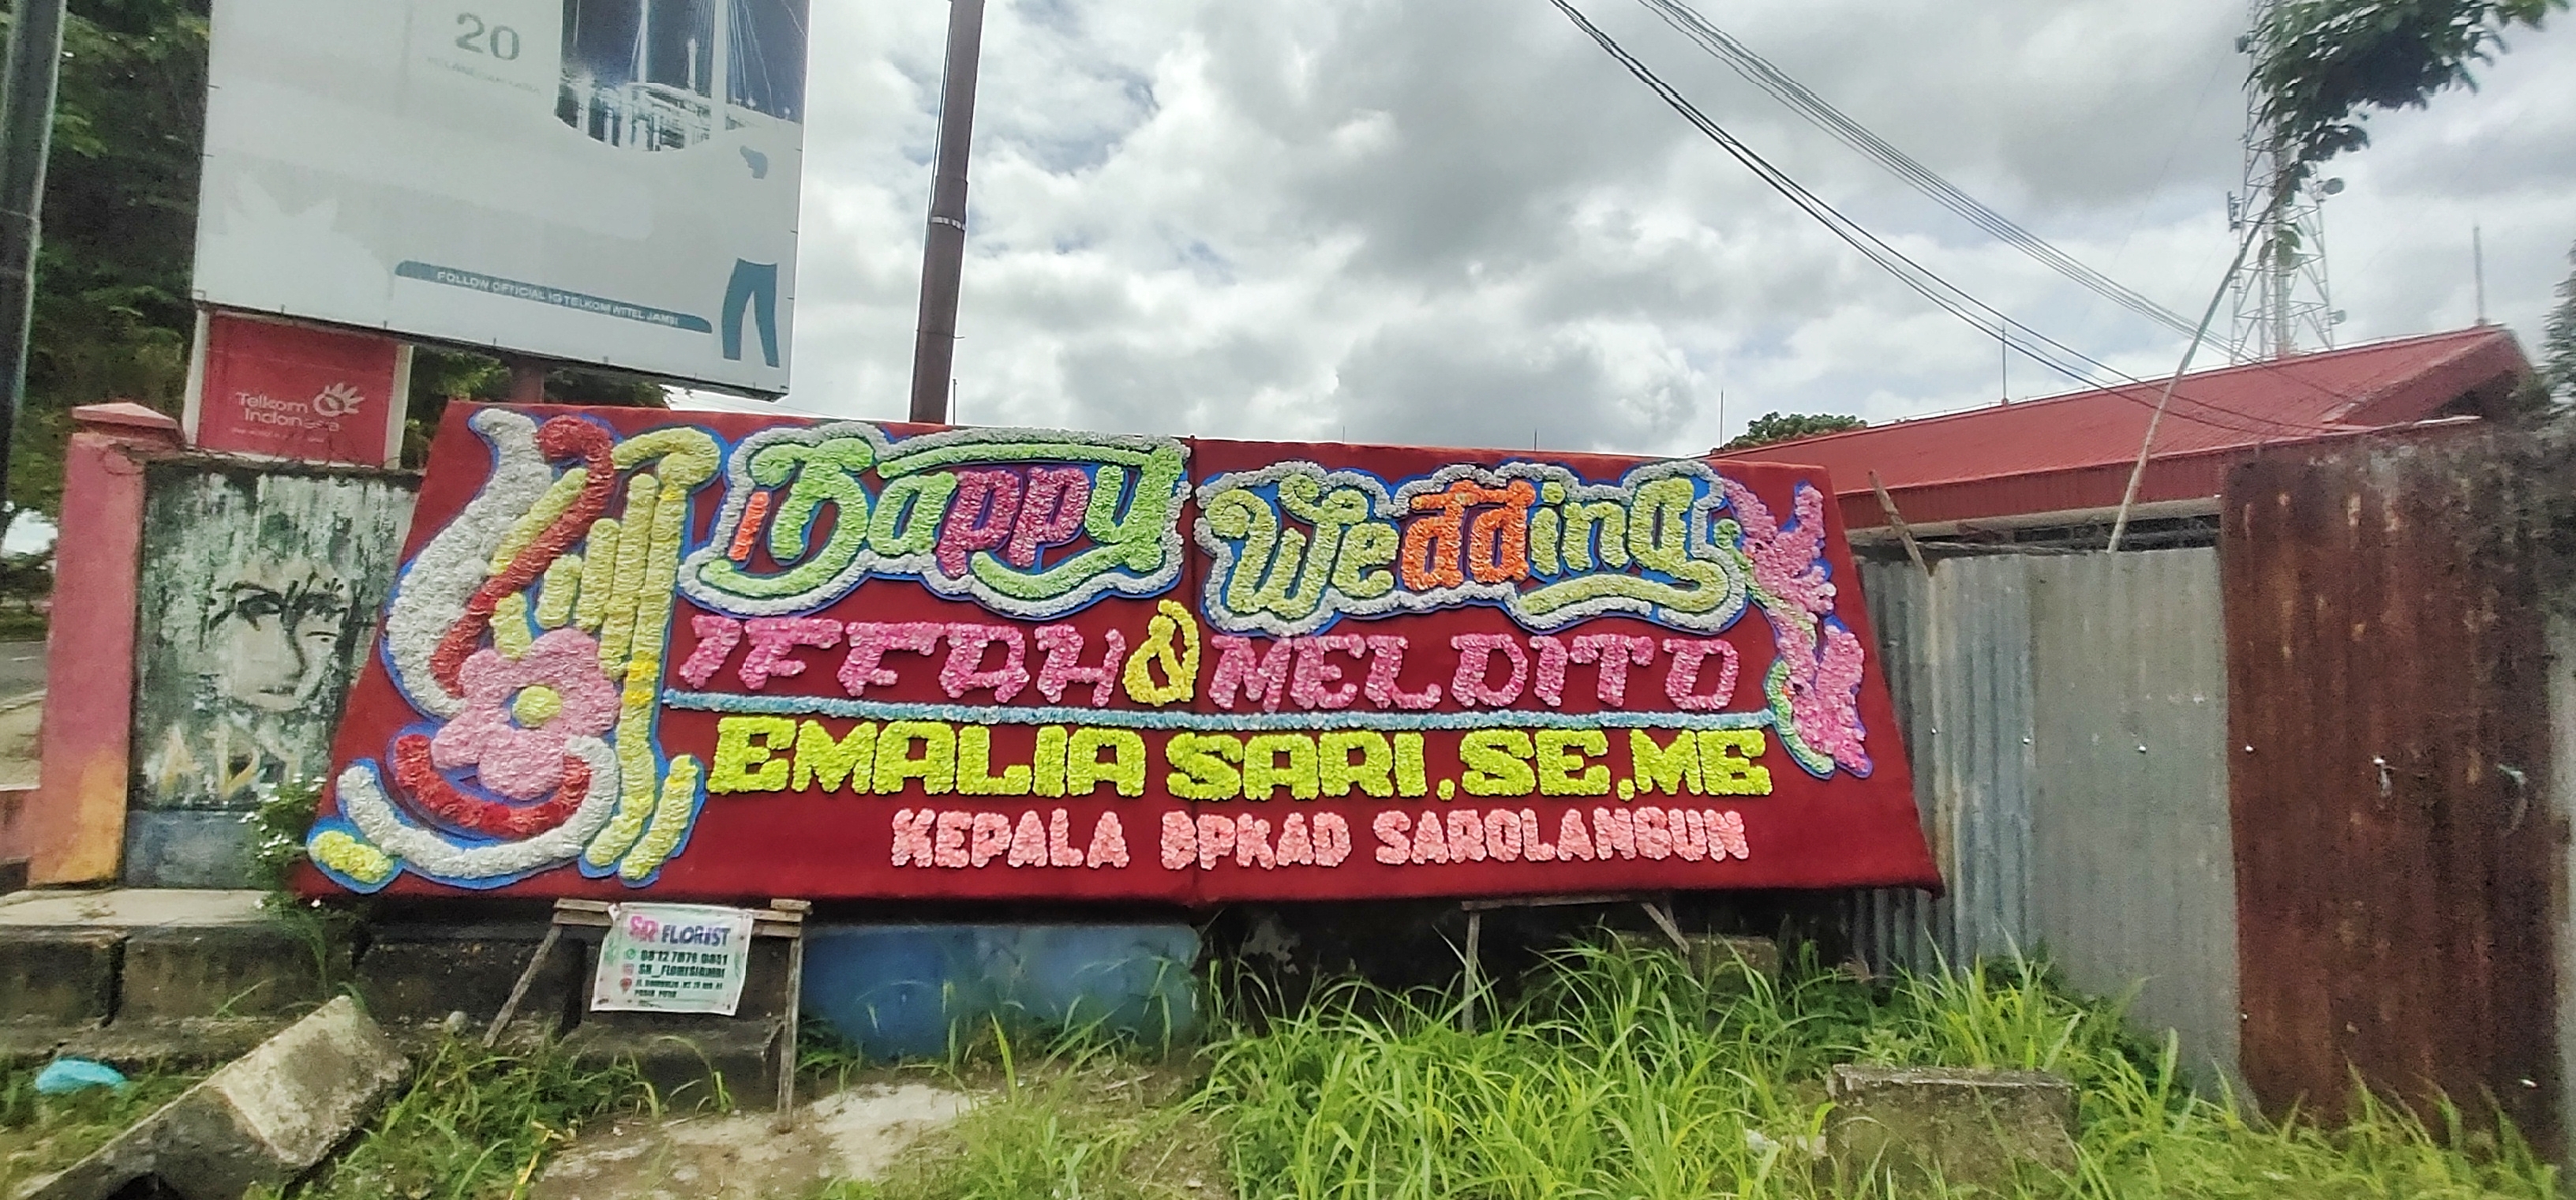 20
FOLLOW OFFICIAL IG TELKOM WITEL JAMBI
Telkom
Indonesia
ADY
Happy Wedding
IFFAH & MELDITO
EMALIA SARI.SE.ME
KEPALA BPKAD SAROLANGUN
SR FLORIST